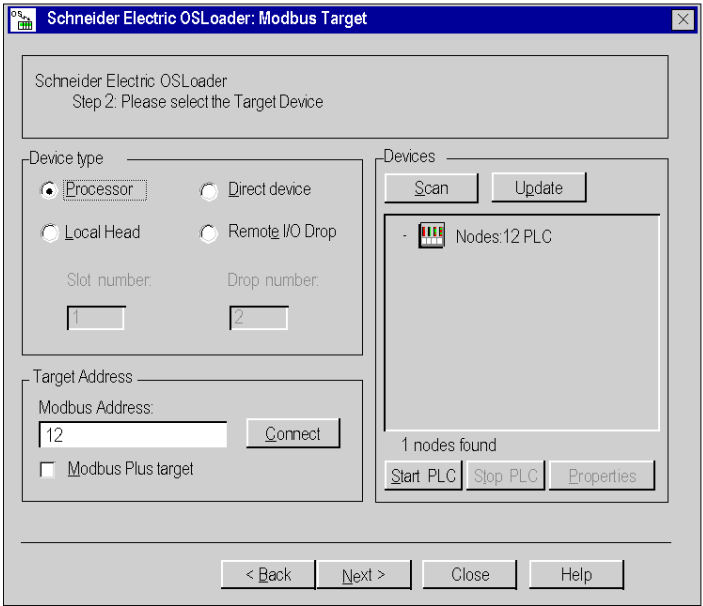 OS
Schneider Electric OSLoader: Modbus Target
Schneider Electric OSLoader
Step 2: Please select the Target Device
Device type
Processor
Direct device
Local Head
Remote I/O Drop
Slot number:
Drop number:
1
2
Target Address
Modbus Address:
12
Connect
Modbus Plus target
Devices
Scan
Update
- Nodes:12 PLC
1 nodes found
Start PLC
Stop PLC
Properties
< Back
Next >
Close
Help